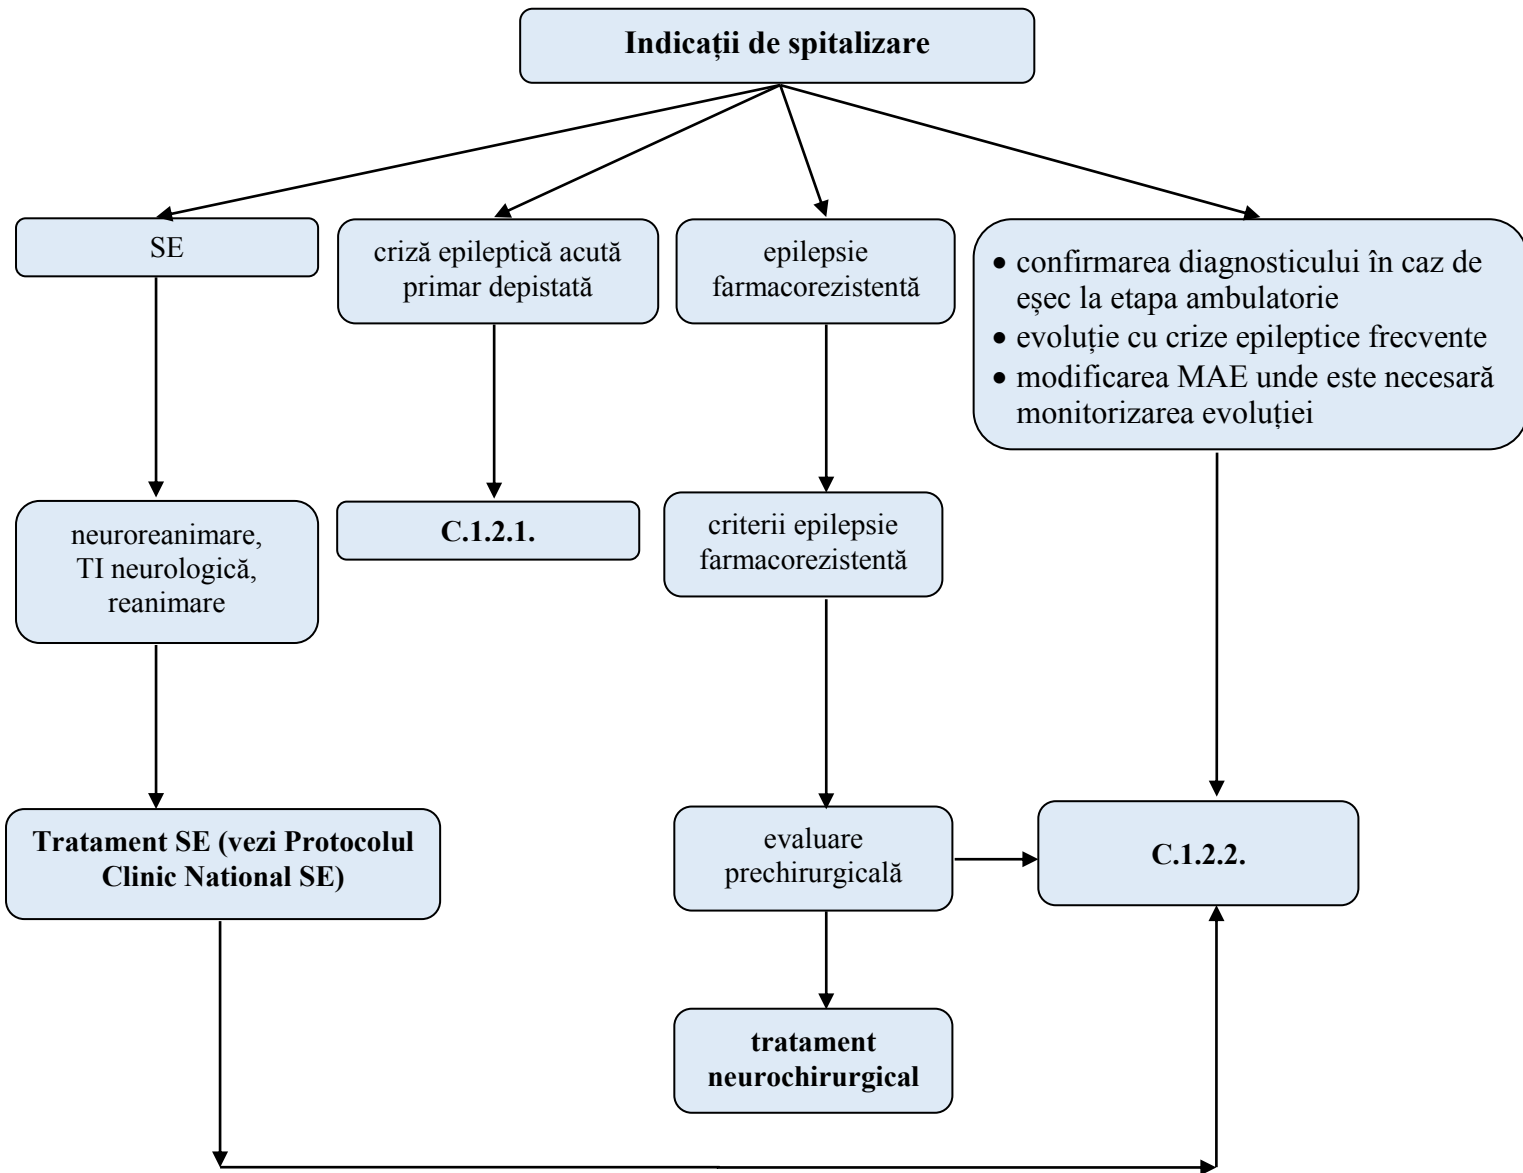 Indicații de spitalizare
SE
criză epileptică acută
primar depistată
epilepsie
farmacorezistentă
• confirmarea diagnosticului în caz de
eșec la etapa ambulatorie
• evoluție cu crize epileptice frecvente
• modificarea MAE unde este necesară
monitorizarea evoluției
neuroreanimare,
TI neurologică,
reanimare
C.1.2.1.
criterii epilepsie
farmacorezistentă
Tratament SE (vezi Protocolul
Clinic National SE)
evaluare
prechirurgicală
C.1.2.2.
tratament
neurochirurgical